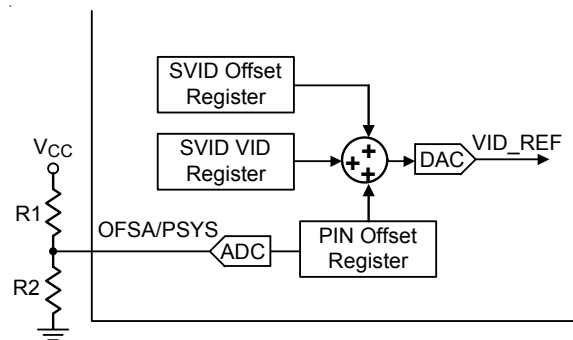 SVID Offset
Register
SVID VID
Register
+
+
+
DAC
VID_REF
VCC
R1
OFSA/PSYS
ADC
PIN Offset
Register
R2